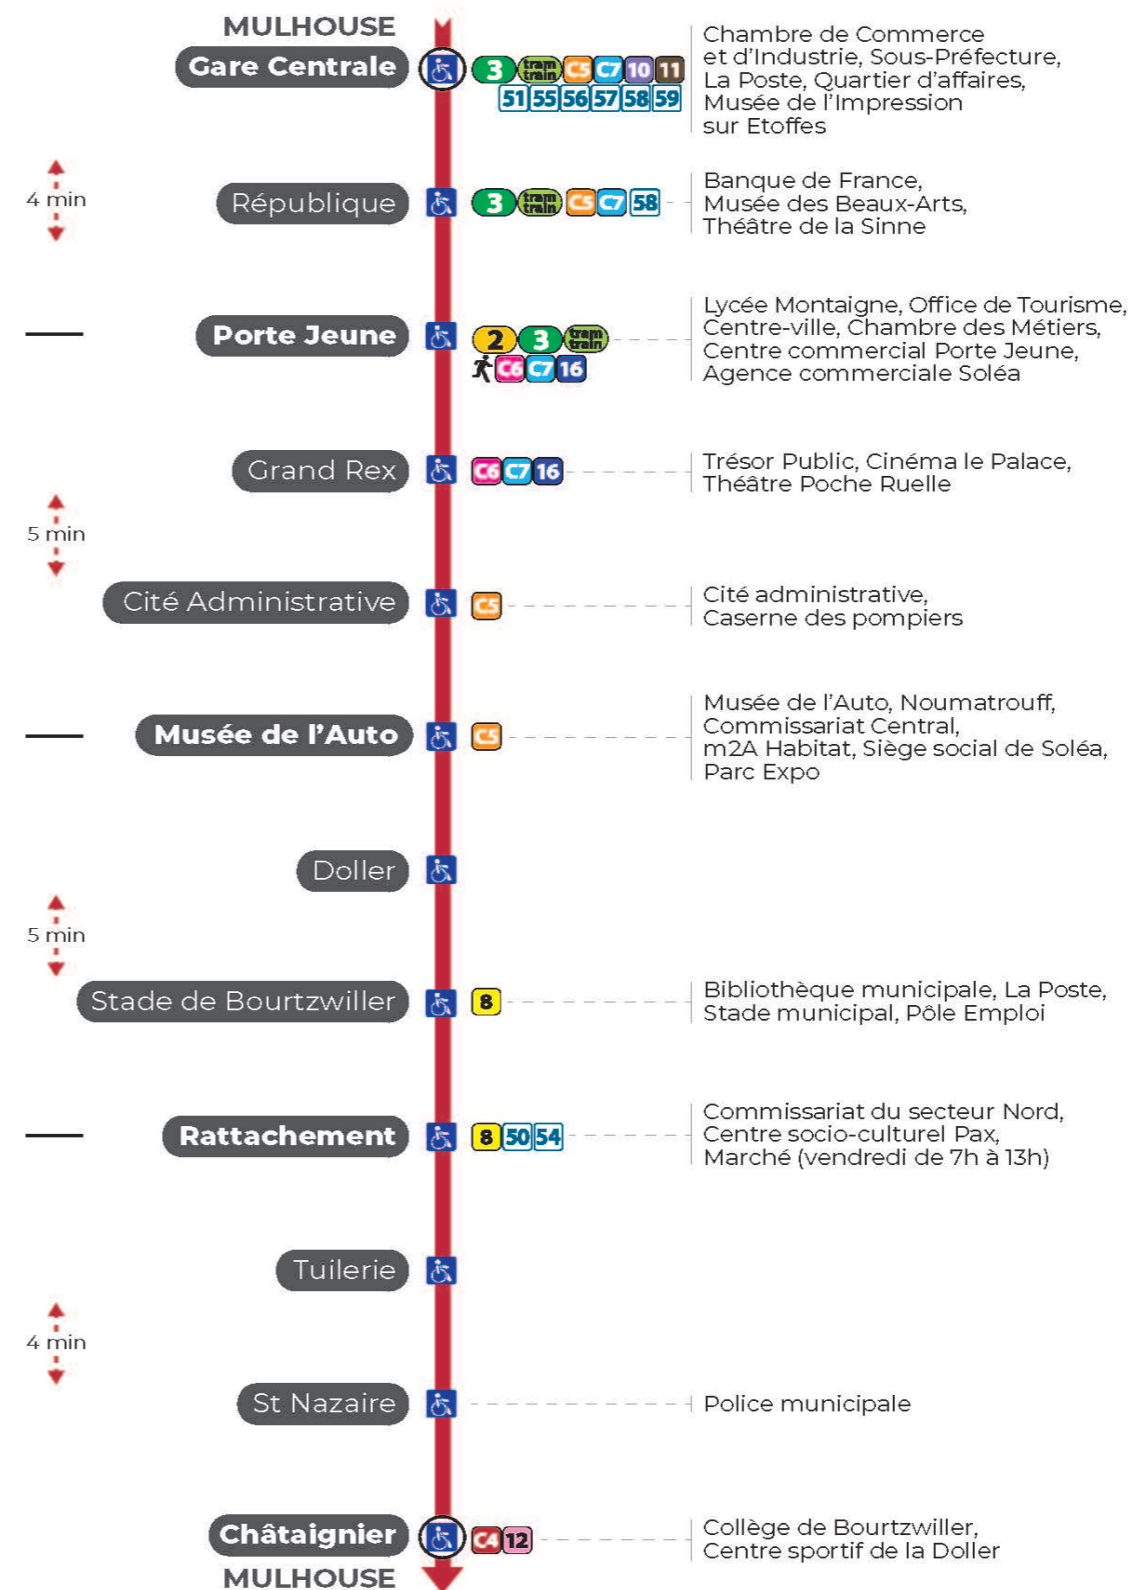 MULHOUSE
Gare Centrale
3 tram train C5 C7 10 11
51 55 56 57 58 59
Chambre de Commerce
et d'Industrie, Sous-Préfecture,
La Poste, Quartier d'affaires,
Musée de l'Impression
sur Etoffes
4 min
République
3 tram train C5 C7 58
Banque de France,
Musée des Beaux-Arts,
Théâtre de la Sinne
Porte Jeune
2 3 tram train
C6 C7 16
Lycée Montaigne, Office de Tourisme,
Centre-ville, Chambre des Métiers,
Centre commercial Porte Jeune,
Agence commerciale Soléa
Grand Rex
C6 C7 16
Trésor Public, Cinéma le Palace,
Théâtre Poche Ruelle
5 min
Cité Administrative
C5
Cité administrative,
Caserne des pompiers
Musée de l'Auto
C5
Musée de l'Auto, Noumatrouff,
Commissariat Central,
m2A Habitat, Siège social de Soléa,
Parc Expo
Doller
5 min
Stade de Bourtzwiller
8
Bibliothèque municipale, La Poste,
Stade municipal, Pôle Emploi
Rattachement
8 50 54
Commissariat du secteur Nord,
Centre socio-culturel Pax,
Marché (vendredi de 7h à 13h)
Tuilerie
4 min
St Nazaire
Police municipale
Châtaignier
C4 12
Collège de Bourtzwiller,
Centre sportif de la Doller
MULHOUSE